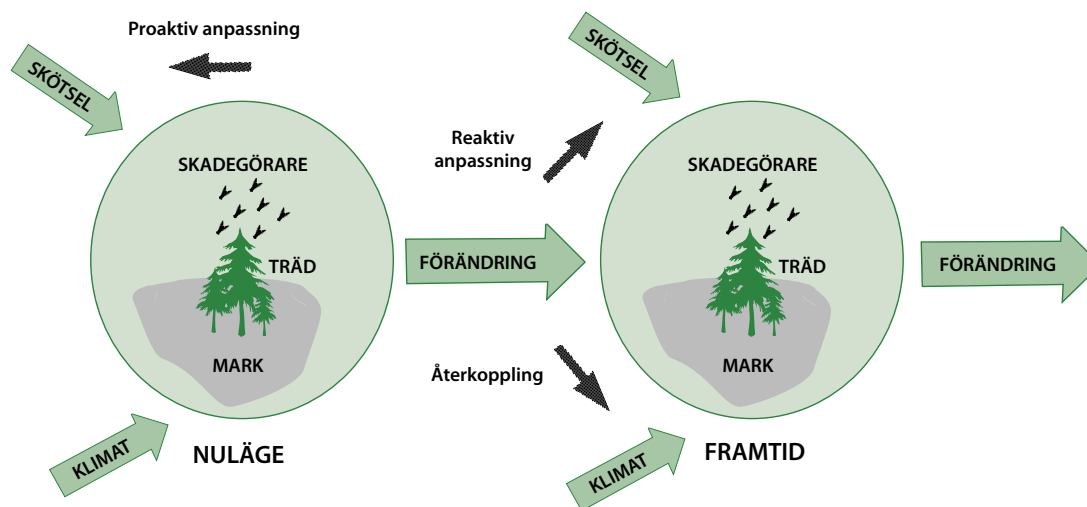 Proaktiv anpassning
SKÖTSEL
SKADEGÖRARE
TRÄD
MARK
KLIMAT
NULÄGE
FÖRÄNDRING
Reaktiv
anpassning
Återkoppling
SKÖTSEL
SKADEGÖRARE
TRÄD
MARK
KLIMAT
FRAMTID
FÖRÄNDRING